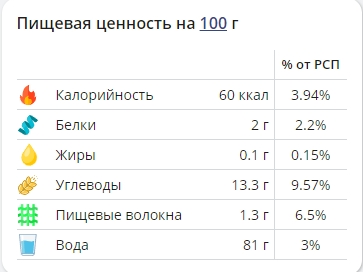 Пищевая ценность на 100 г
% от РСП
Калорийность 60 ккал 3.94%
Белки 2 г 2.2%
Жиры 0.1 г 0.15%
Углеводы 13.3 г 9.57%
Пищевые волокна 1.3 г 6.5%
Вода 81 г 3%